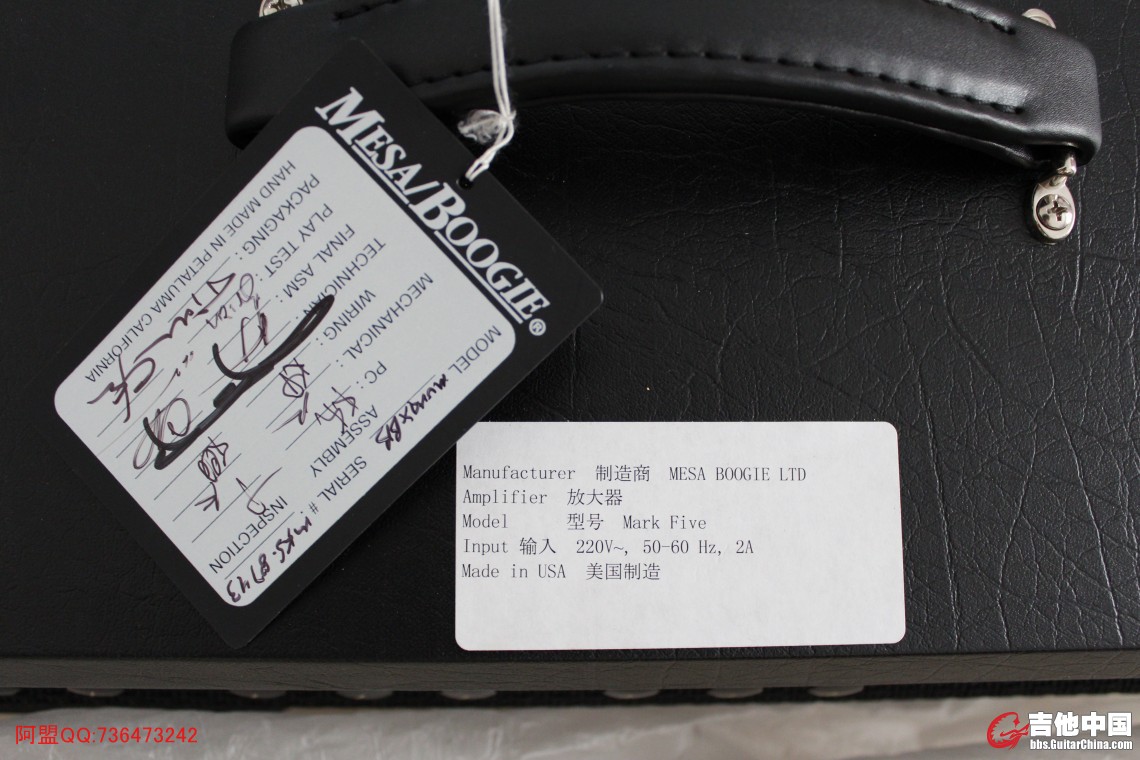 MESA/BOOGIE®
MODEL
MECHANICAL: PC: ASSEMBLY SERIAL #:
WIRING:
TECHNICIAN: INSPECTION
FINAL ASM:
PLAY TEST:
PACKAGING:
HAND MADE IN PETALUMA CALIFORNIA
Manufacturer 制造商 MESA BOOGIE LTD
Amplifier 放大器
Model 型号 Mark Five
Input 输入 220V~, 50-60 Hz, 2A
Made in USA 美国制造
阿盟QQ:736473242
吉他中国
bbs.GuitarChina.com